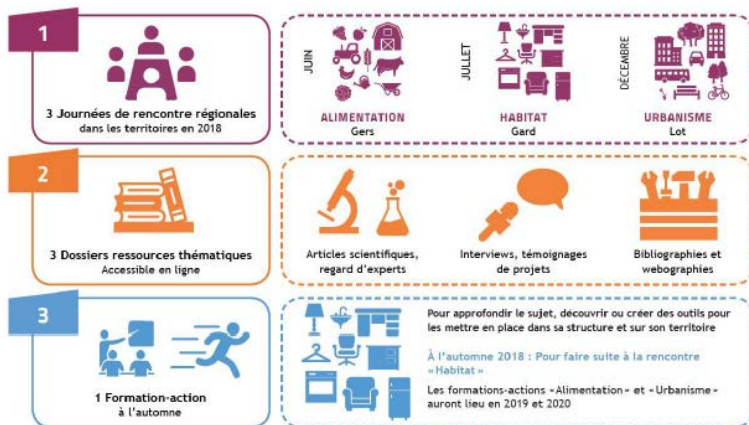 1
3 Journées de rencontre régionales
dans les territoires en 2018
JUIN
ALIMENTATION
Gers
JUILLET
HABITAT
Gard
DÉCEMBRE
URBANISME
Lot
2
3 Dossiers ressources thématiques
Accessible en ligne
Articles scientifiques,
regard d'experts
Interviews, témoignages
de projets
Bibliographies et
webographies
3
1 Formation-action
à l'automne
Pour approfondir le sujet, découvrir ou créer des outils pour
les mettre en place dans sa structure et sur son territoire
À l'automne 2018 : Pour faire suite à la rencontre
«Habitat»
Les formations-actions «Alimentation» et «Urbanisme»
auront lieu en 2019 et 2020